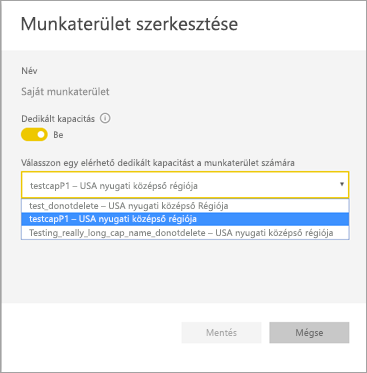 Munkaterület szerkesztése
Név
Saját munkaterület
Dedikált kapacitás
Be
Válasszon egy elérhető dedikált kapacitást a munkaterület számára
testcapP1 – USA nyugati középső régiója
test_donotdelete – USA nyugati középső Régiója
testcapP1 – USA nyugati középső régiója
Testing_really_long_cap_name_donotdelete – USA nyugati középső régiója
Mentés
Mégse